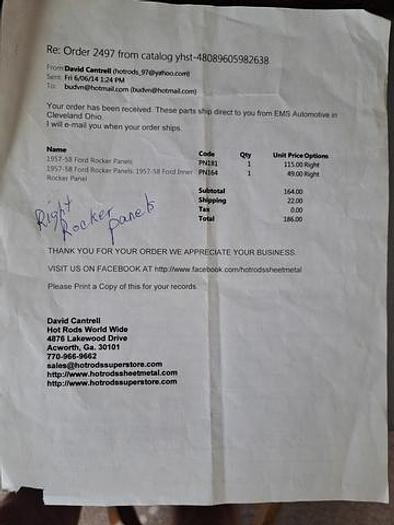 Re: Order 2497 from catalog yhst-48089605982638
From: David Cantrell (hotrods_97@yahoo.com)
Sent: Fri 6/06/14 1:24 PM
To: budvn@hotmail.com (budvn@hotmail.com)
Your order has been received. These parts ship direct to you from EMS Automotive in
Cleveland Ohio.
I will e-mail you when your order ships.
Name Code Qty Unit Price Options
1957-58 Ford Rocker Panels PN181 1 115.00 Right
1957-58 Ford Rocker Panels: 1957-58 Ford Inner PN164 1 49.00 Right
Rocker Panel
Subtotal 164.00
Shipping 22.00
Tax 0.00
Total 186.00
Right
Rocker panels
THANK YOU FOR YOUR ORDER WE APPRECIATE YOUR BUSINESS.
VISIT US ON FACEBOOK AT http://www.facebook.com/hotrodssheetmetal
Please Print a Copy of this for your records.
David Cantrell
Hot Rods World Wide
4876 Lakewood Drive
Acworth, Ga. 30101
770-966-9662
sales@hotrodssuperstore.com
http://www.hotrodssheetmetal.com
http://www.hotrodssuperstore.com